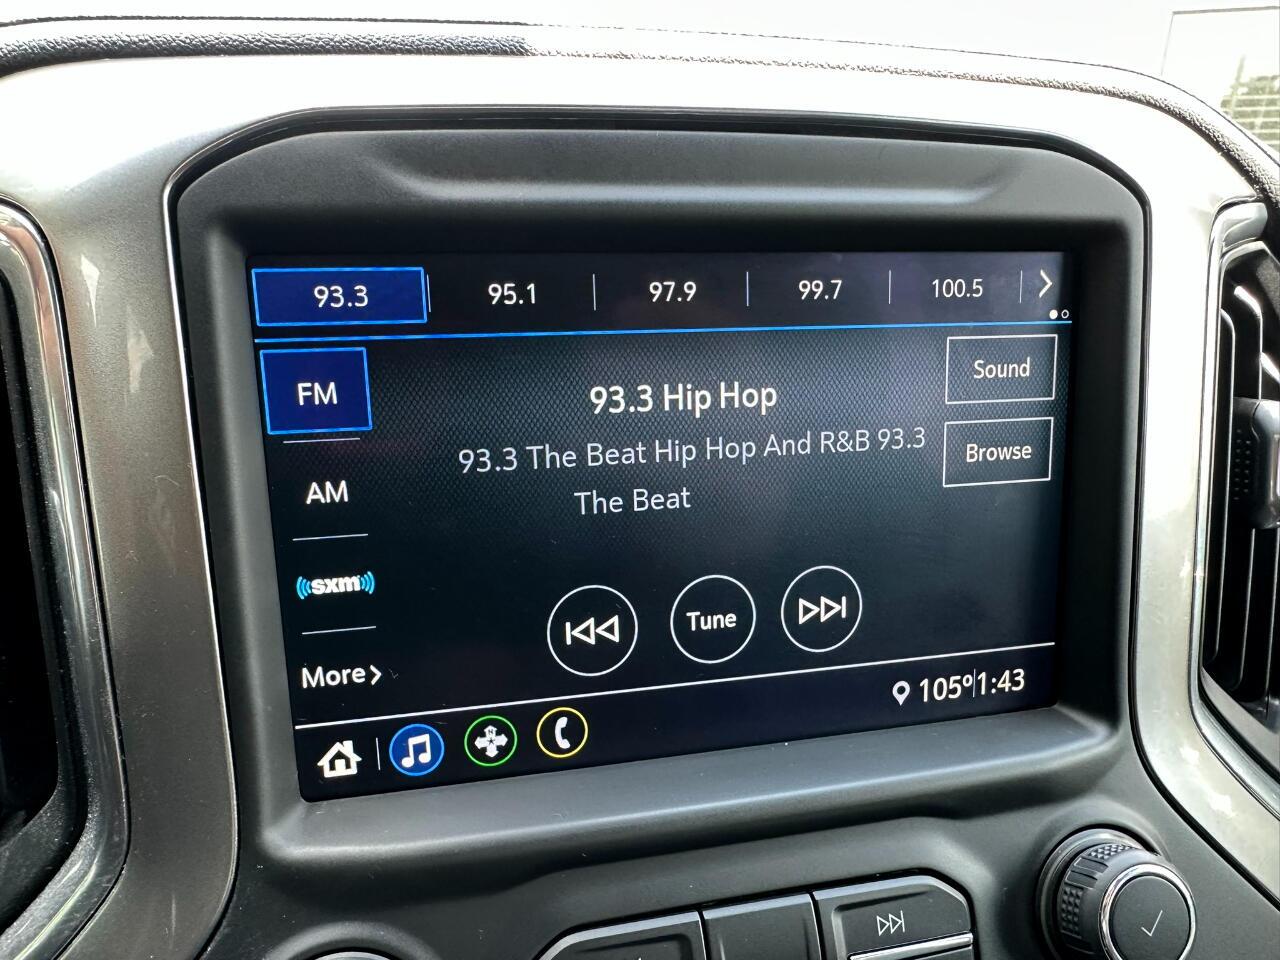 93.3 95.1 97.9 99.7 100.5
FM
Sound
93.3 Hip Hop
93.3 The Beat Hip Hop And R&B 93.3
The Beat
Browse
AM
sxm
Tune
More
105° 1:43